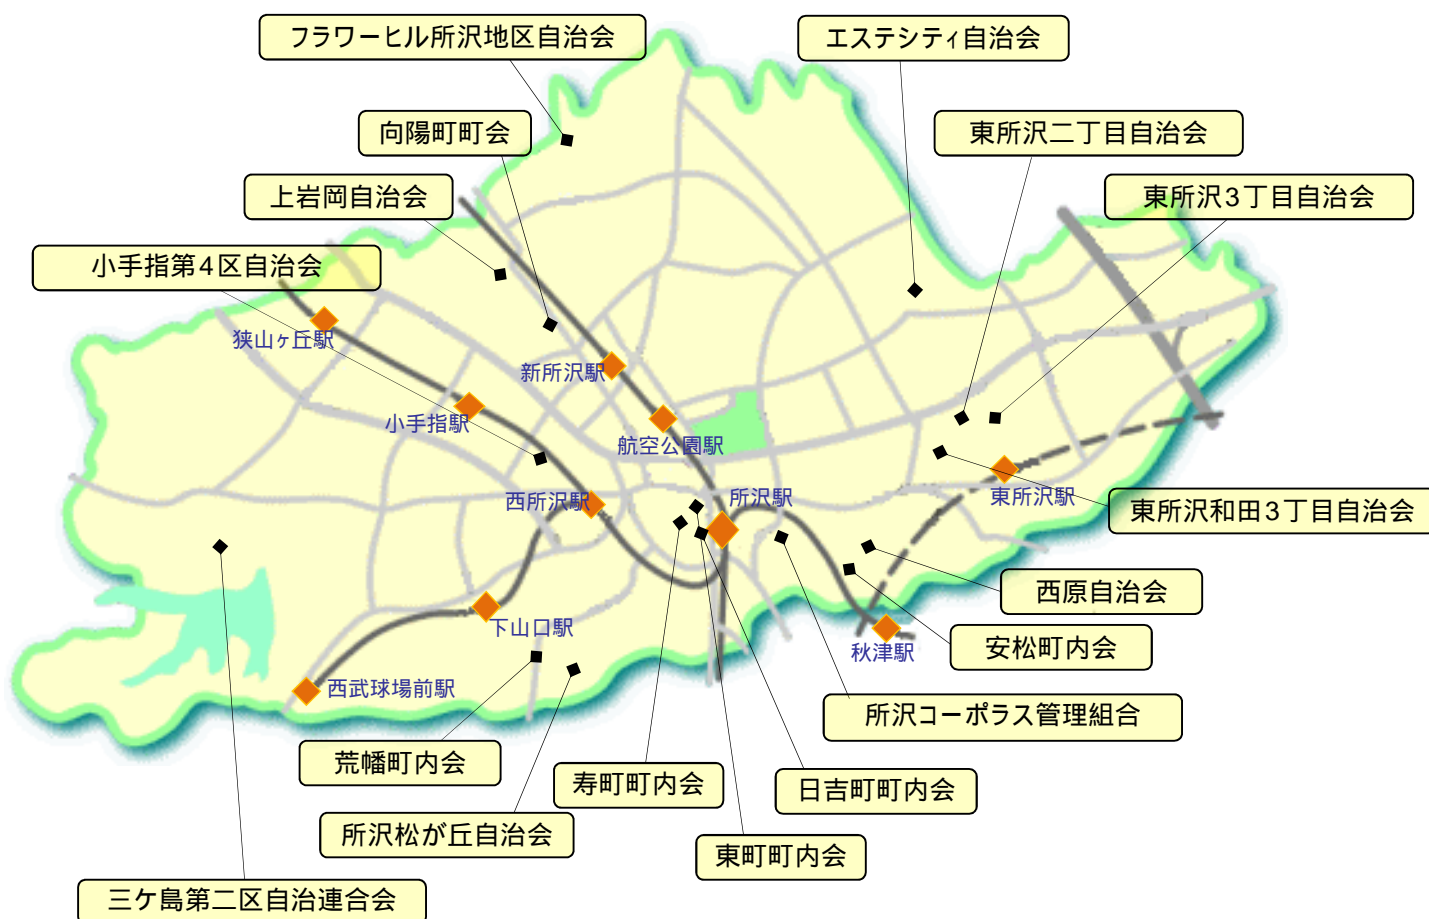 フラワーヒル所沢地区自治会
エステシティ自治会
向陽町町会
東所沢二丁目自治会
上岩岡自治会
東所沢3丁目自治会
小手指第4区自治会
狭山ヶ丘駅
新所沢駅
小手指駅
航空公園駅
西所沢駅
所沢駅
東所沢駅
東所沢和田3丁目自治会
西原自治会
下山口駅
安松町内会
秋津駅
西武球場前駅
所沢コーポラス管理組合
荒幡町内会
寿町町内会
日吉町町内会
所沢松が丘自治会
東町町内会
三ケ島第二区自治連合会